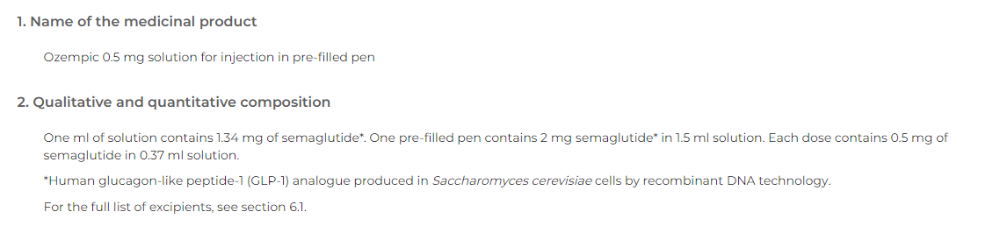 1. Name of the medicinal product
Ozempic 0.5 mg solution for injection in pre-filled pen
2. Qualitative and quantitative composition
One ml of solution contains 1.34 mg of semaglutide*. One pre-filled pen contains 2 mg semaglutide* in 1.5 ml solution. Each dose contains 0.5 mg of
semaglutide in 0.37 ml solution.
*Human glucagon-like peptide-1 (GLP-1) analogue produced in Saccharomyces cerevisiae cells by recombinant DNA technology.
For the full list of excipients, see section 6.1.